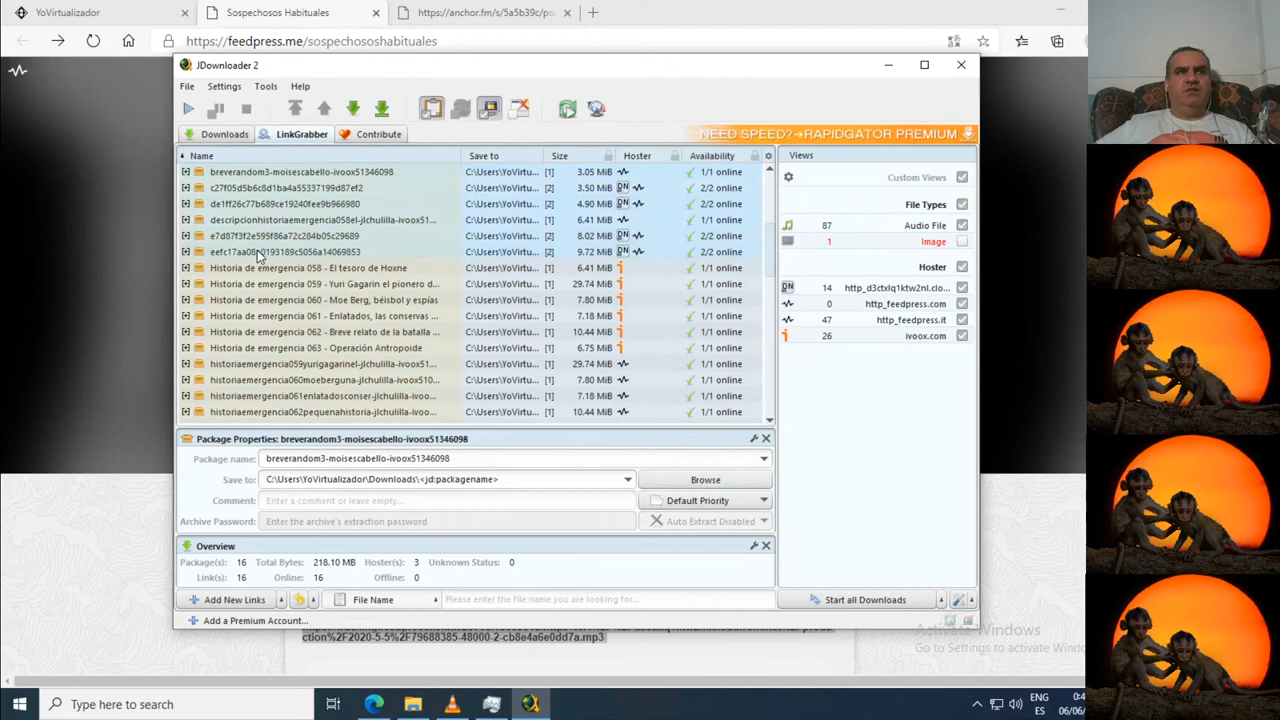 YoVirtualizador
Sospechosos Habituales
https://anchor.fm/s/5a5b39c/po
https://feedpress.me/sospechososhabituales
JDownloader 2
File Settings Tools Help
Downloads LinkGrabber Contribute
NEED SPEED?→RAPIDGATOR PREMIUM
Name Save to Size Hoster Availability
breverandom3-moisescabello-ivoox51346098 C:\Users\YoVirtu... [1] 3.05 MiB 1/1 online
c27f05d5b6c8d1ba4a55337199d87ef2 C:\Users\YoVirtu... [2] 3.50 MiB 2/2 online
de1ff26c77b689ce19240fee9b966980 C:\Users\YoVirtu... [2] 4.90 MiB 2/2 online
descripcionhistoriaemergencia058el-jlchulilla-ivoox51... C:\Users\YoVirtu... [1] 6.41 MiB 1/1 online
e7d87f3f2e595f86a72c284b05c29689 C:\Users\YoVirtu... [2] 8.02 MiB 2/2 online
C:\Users\YoVirtu... [2] 9.72 MiB 2/2 online
Historia de emergencia 058 - El tesoro de Hoxne C:\Users\YoVirtu... [1] 6.41 MiB 1/1 online
Historia de emergencia 059 - Yuri Gagarin el pionero d... C:\Users\YoVirtu... [1] 29.74 MiB 1/1 online
Historia de emergencia 060 - Moe Berg, béisbol y espías C:\Users\YoVirtu... [1] 7.80 MiB 1/1 online
Historia de emergencia 061 - Enlatados, las conservas ... C:\Users\YoVirtu... [1] 7.18 MiB 1/1 online
Historia de emergencia 062 - Breve relato de la batalla ... C:\Users\YoVirtu... [1] 10.44 MiB 1/1 online
Historia de emergencia 063 - Operación Antropoide C:\Users\YoVirtu... [1] 6.75 MiB 1/1 online
historiaemergencia059yurigagarinel-jlchulilla-ivoox51... C:\Users\YoVirtu... [1] 29.74 MiB 1/1 online
historiaemergencia060moeberguna-jlchulilla-ivoox510... C:\Users\YoVirtu... [1] 7.80 MiB 1/1 online
historiaemergencia061enlatadosconser-jlchulilla-ivoo... C:\Users\YoVirtu... [1] 7.18 MiB 1/1 online
historiaemergencia062pequenahistoria-jlchulilla-ivoo... C:\Users\YoVirtu... [1] 10.44 MiB 1/1 online
Views
Custom Views
File Types
87 Audio File
1 Image
Hoster
DN 14 http_d3ctxlq1ktw2nl.clo...
0 http_feedpress.com
47 http_feedpress.it
26 ivoox.com
Package Properties: breverandom3-moisescabello-ivoox51346098
Package name: breverandom3-moisescabello-ivoox51346098
Save to: C:\Users\YoVirtualizador\Downloads\<jd:packagename> Browse
Comment: Enter a comment or leave empty... Default Priority
Archive Password: Enter the archive's extraction password Auto Extract Disabled
Overview
Package(s): 16 Total Bytes: 218.10 MB Hoster(s): 3 Unknown Status: 0
Link(s): 16 Online: 16 Offline: 0
Add New Links File Name Please enter the file name you are looking for... Start all Downloads
Add a Premium Account...
ction%2F2020-5-5%2F79688385-48000-2-cb8e4a6e0dd7a.mp3
Activate Windows
Go to Settings to activate Windo
Type here to search
ENG
ES
0:4
06/06/